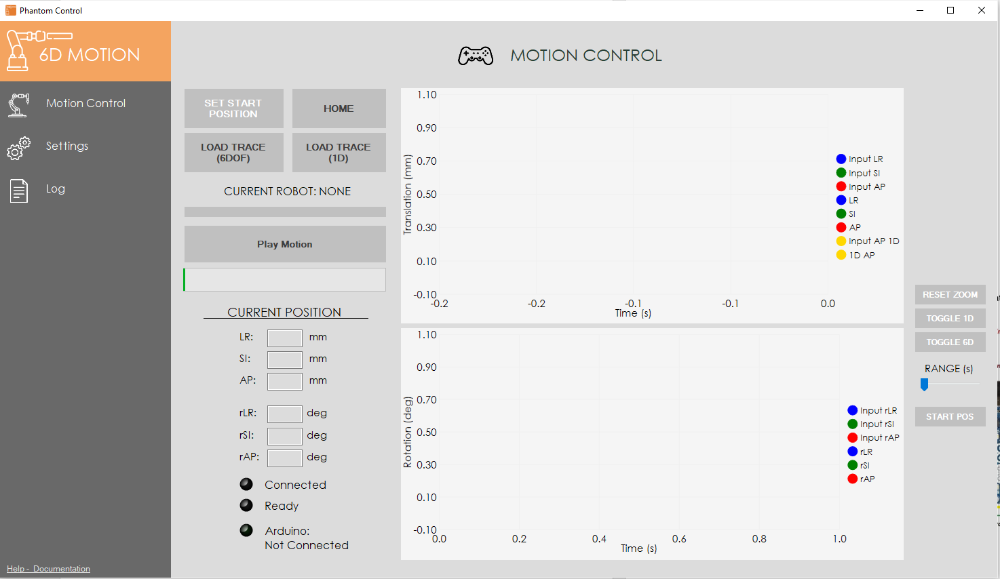 Phantom Control
6D MOTION
Motion Control
Settings
Log
Help - Documentation
MOTION CONTROL
SET START
POSITION
HOME
LOAD TRACE
(6DOF)
LOAD TRACE
(1D)
CURRENT ROBOT: NONE
Play Motion
CURRENT POSITION
LR: mm
SI: mm
AP: mm
rLR: deg
rSI: deg
rAP: deg
Connected
Ready
Arduino:
Not Connected
Translation (mm)
1.10
0.90
0.70
0.50
0.30
0.10
-0.10
-0.2 -0.2 -0.1 -0.1 0.0
Time (s)
Input LR
Input SI
Input AP
LR
SI
AP
Input AP 1D
1D AP
Rotation (deg)
1.10
0.90
0.70
0.50
0.30
0.10
-0.10
0.0 0.2 0.4 0.6 0.8 1.0
Time (s)
Input rLR
Input rSI
Input rAP
rLR
rSI
rAP
RESET ZOOM
TOGGLE 1D
TOGGLE 6D
RANGE (s)
START POS